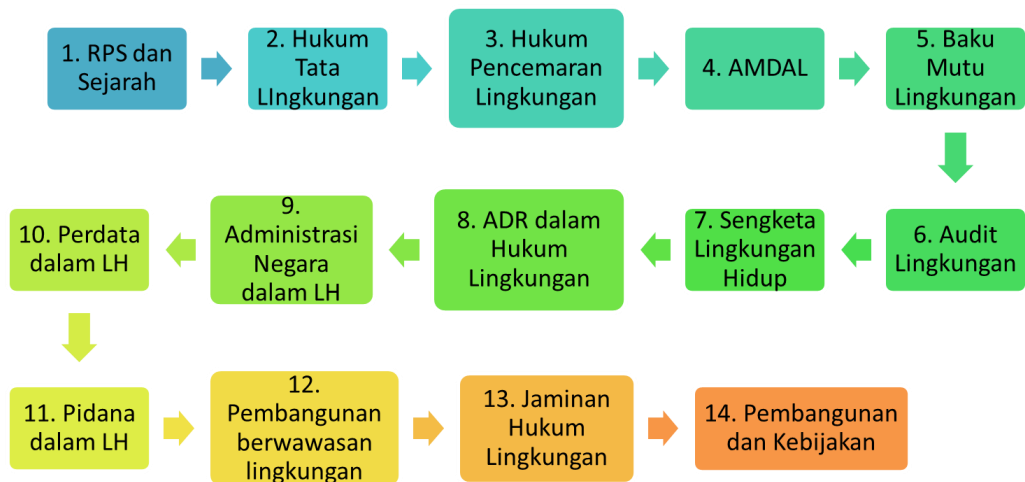 1. RPS dan
Sejarah
2. Hukum
Tata
LIngkungan
3. Hukum
Pencemaran
Lingkungan
4. AMDAL
5. Baku
Mutu
Lingkungan
6. Audit
Lingkungan
7. Sengketa
Lingkungan
Hidup
8. ADR dalam
Hukum
Lingkungan
9.
Administrasi
Negara
dalam LH
10. Perdata
dalam LH
11. Pidana
dalam LH
12.
Pembangunan
berwawasan
lingkungan
13. Jaminan
Hukum
Lingkungan
14. Pembangunan
dan Kebijakan